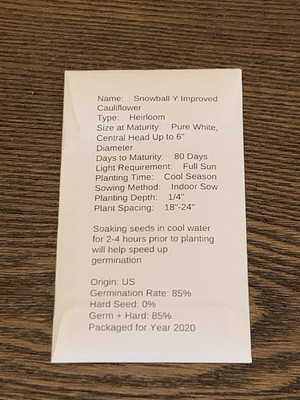 Name: Snowball Y Improved
Cauliflower
Type: Heirloom
Size at Maturity: Pure White,
Central Head Up to 6"
Diameter
Days to Maturity: 80 Days
Light Requirement: Full Sun
Planting Time: Cool Season
Sowing Method: Indoor Sow
Planting Depth: 1/4"
Plant Spacing: 18"-24"
Soaking seeds in cool water
for 2-4 hours prior to planting
will help speed up
germination
Origin: US
Germination Rate: 85%
Hard Seed: 0%
Germ + Hard: 85%
Packaged for Year 2020